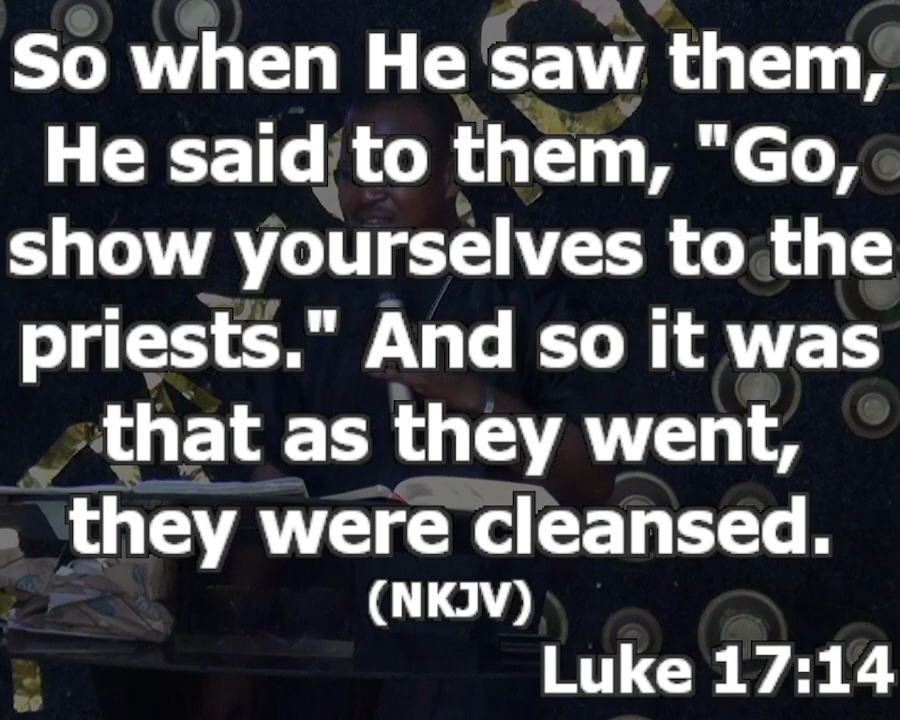 So when He saw them,
He said to them, "Go,
show yourselves to the
priests." And so it was
that as they went,
they were cleansed.
(NKJV)
Luke 17:14